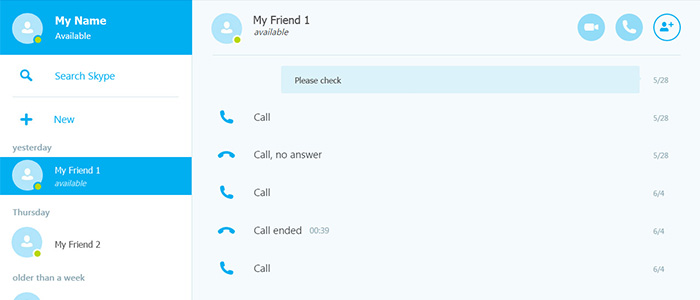 My Name
Available
Search Skype
New
yesterday
My Friend 1
available
Thursday
My Friend 2
older than a week
My Friend 1
available
Please check 5/28
Call 5/28
Call, no answer 5/28
Call 6/4
Call ended 00:39 6/4
Call 6/4